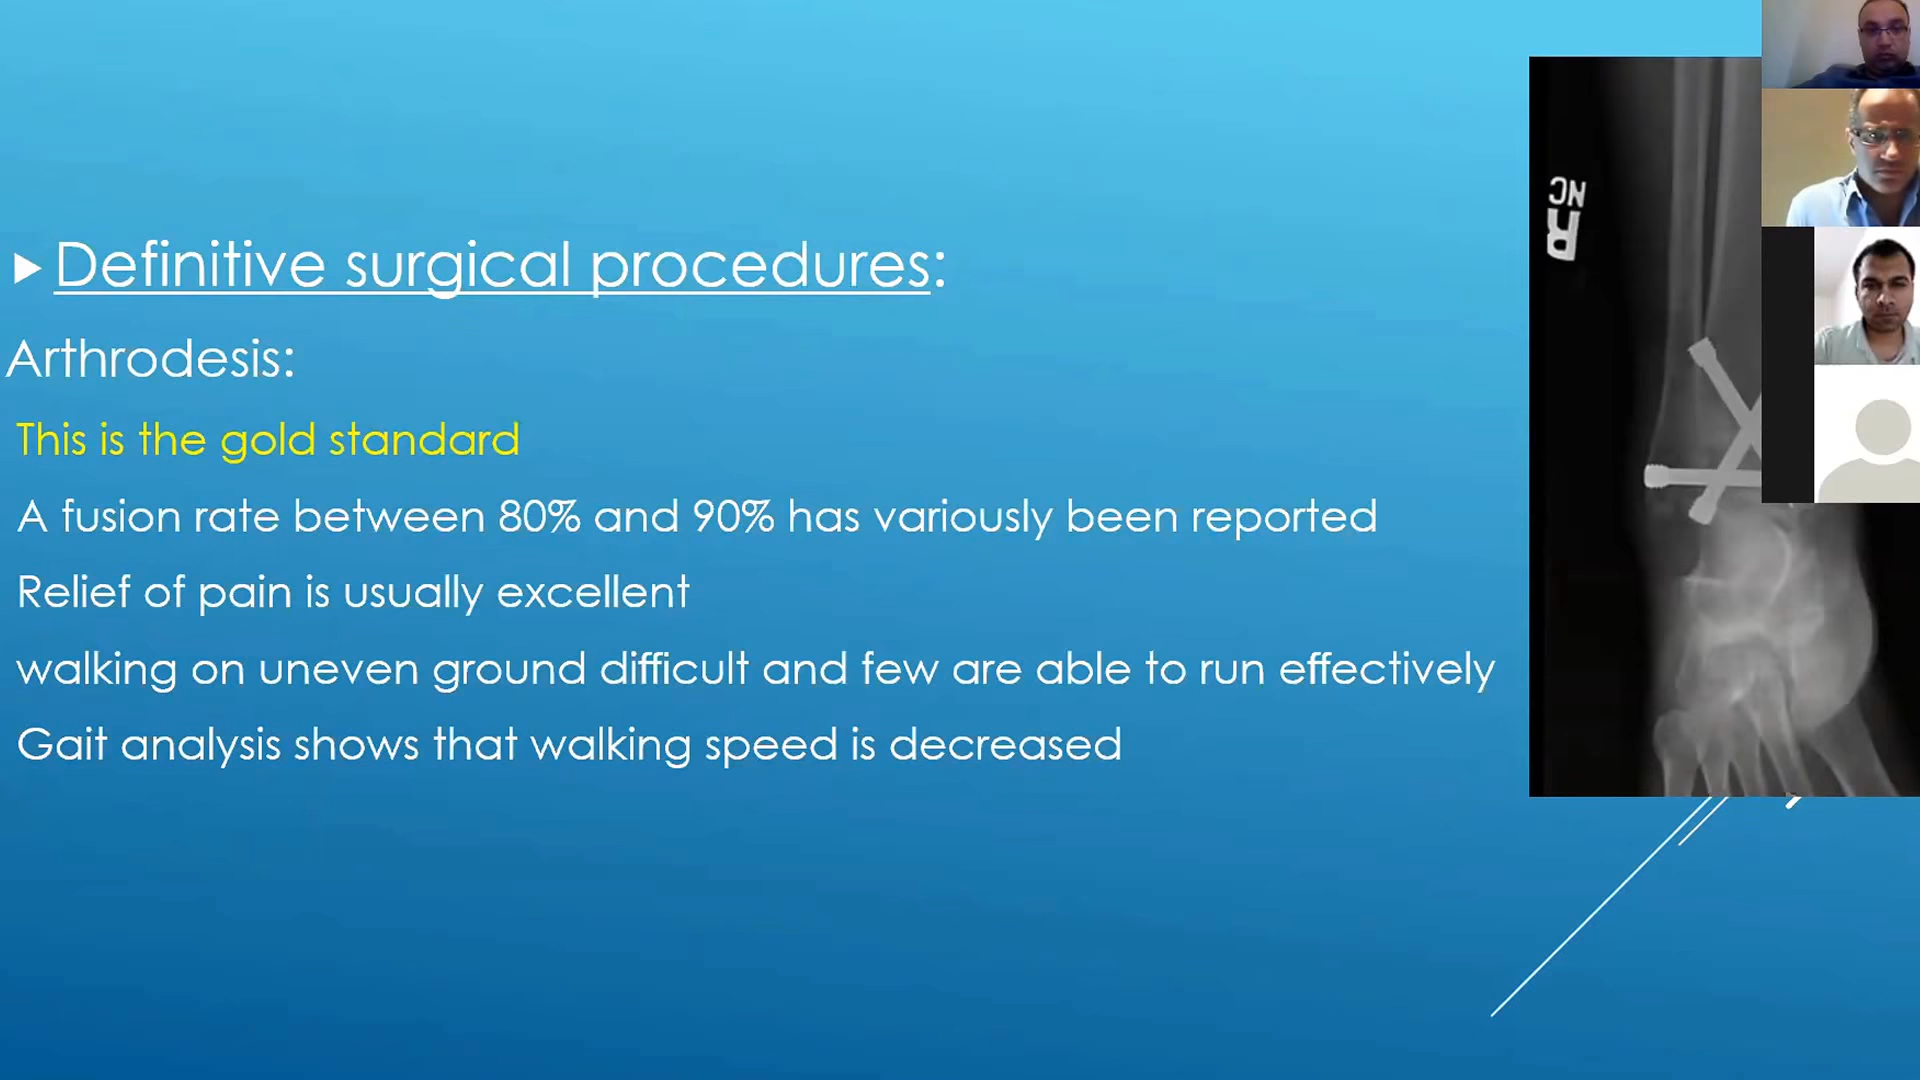 Definitive surgical procedures:
Arthrodesis:
This is the gold standard
A fusion rate between 80% and 90% has variously been reported
Relief of pain is usually excellent
walking on uneven ground difficult and few are able to run effectively
Gait analysis shows that walking speed is decreased
NC
R